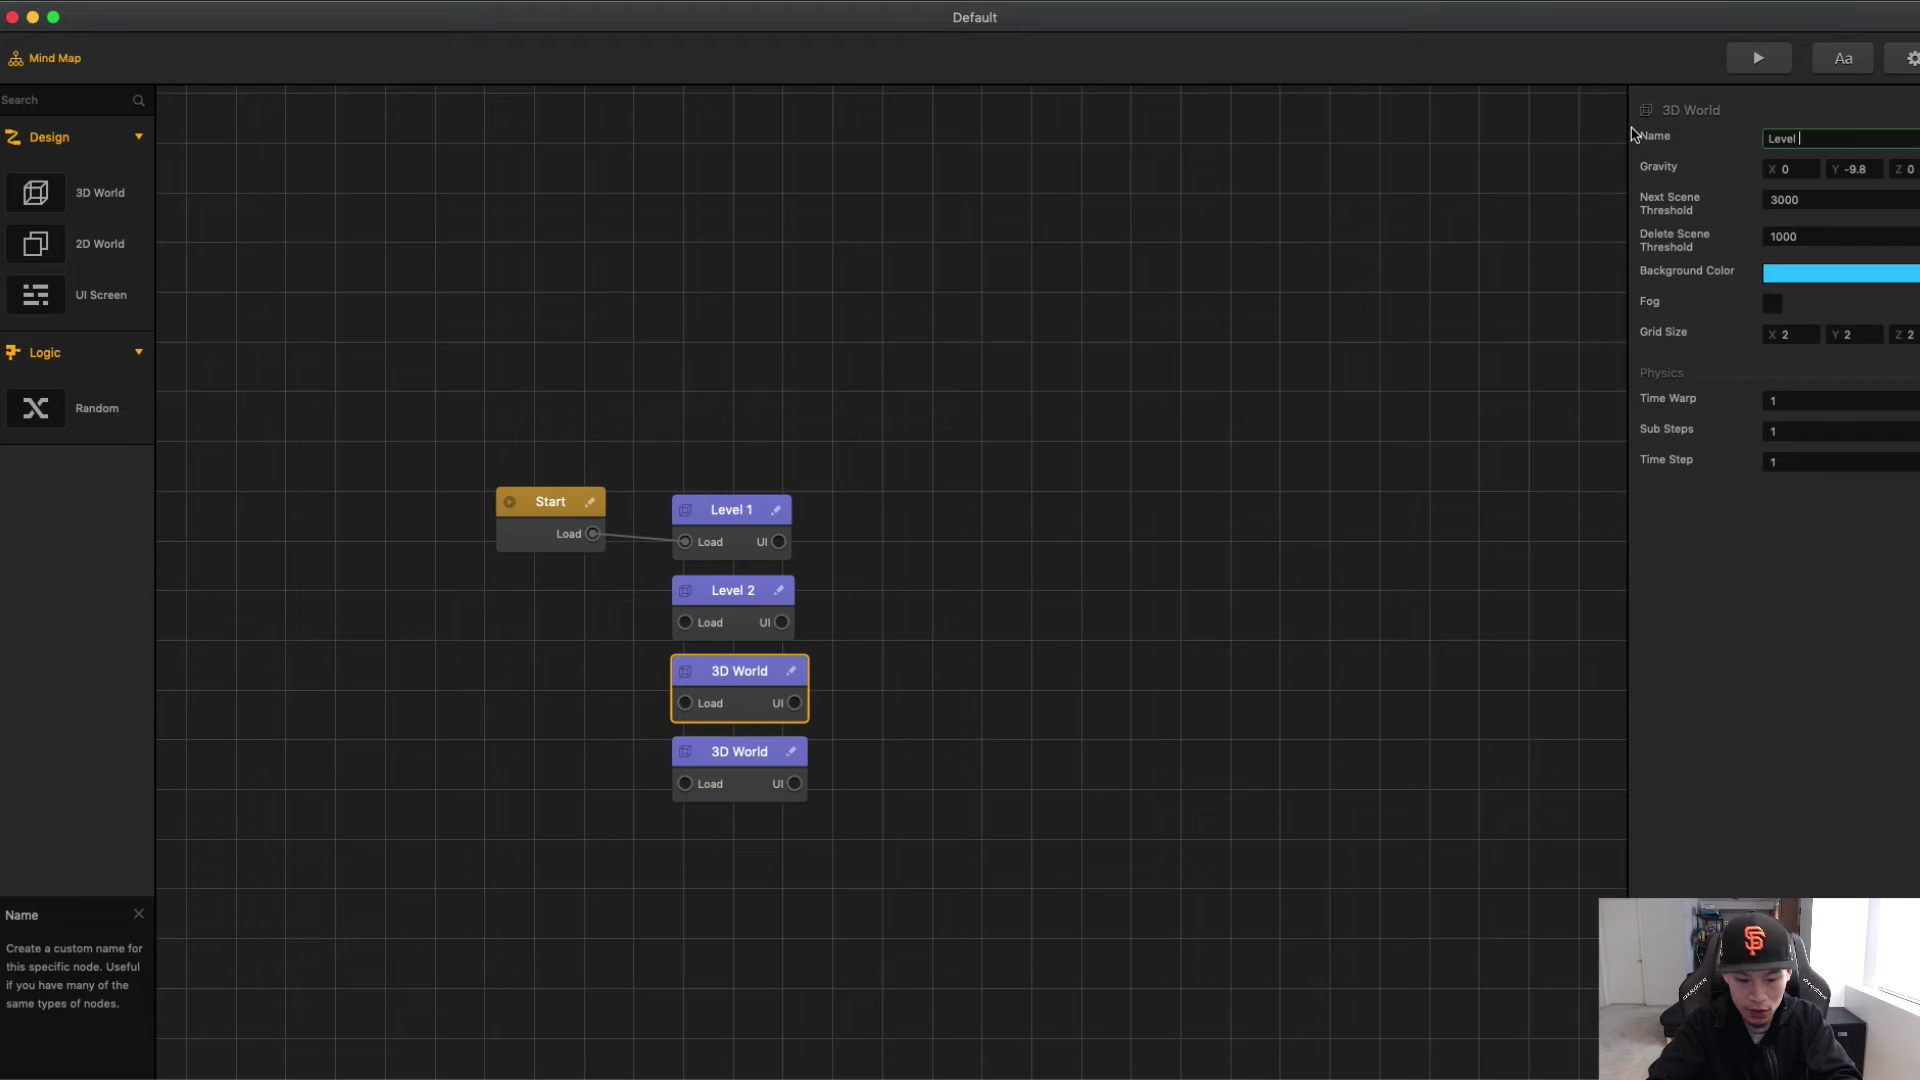 Default
Mind Map
Aa
Search
Design
3D World
2D World
UI Screen
Logic
Random
Start
Load
Level 1
Load UI
Level 2
Load UI
3D World
Load UI
3D World
Load UI
3D World
Name Level
Gravity X 0 Y -9.8 Z 0
Next Scene
Threshold 3000
Delete Scene
Threshold 1000
Background Color
Fog
Grid Size X 2 Y 2 Z 2
Physics
Time Warp 1
Sub Steps 1
Time Step 1
Name
Create a custom name for
this specific node. Useful
if you have many of the
same types of nodes.
SF